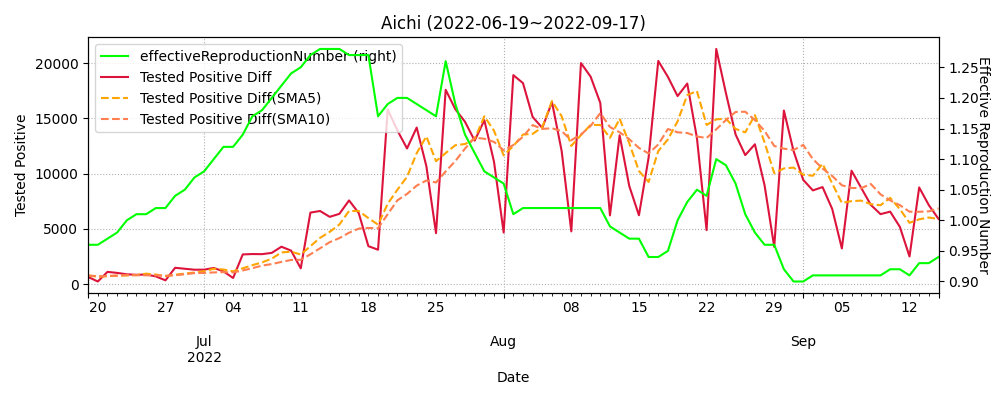 Aichi (2022-06-19~2022-09-17)
effectiveReproductionNumber (right)
Tested Positive Diff
Tested Positive Diff(SMA5)
Tested Positive Diff(SMA10)
Tested Positive
20000
15000
10000
5000
0
Effective Reproduction Number
1.25
1.20
1.15
1.10
1.05
1.00
0.95
0.90
20 27 04 11 18 25 08 15 22 29 05 12
Jul Aug Sep
2022
Date